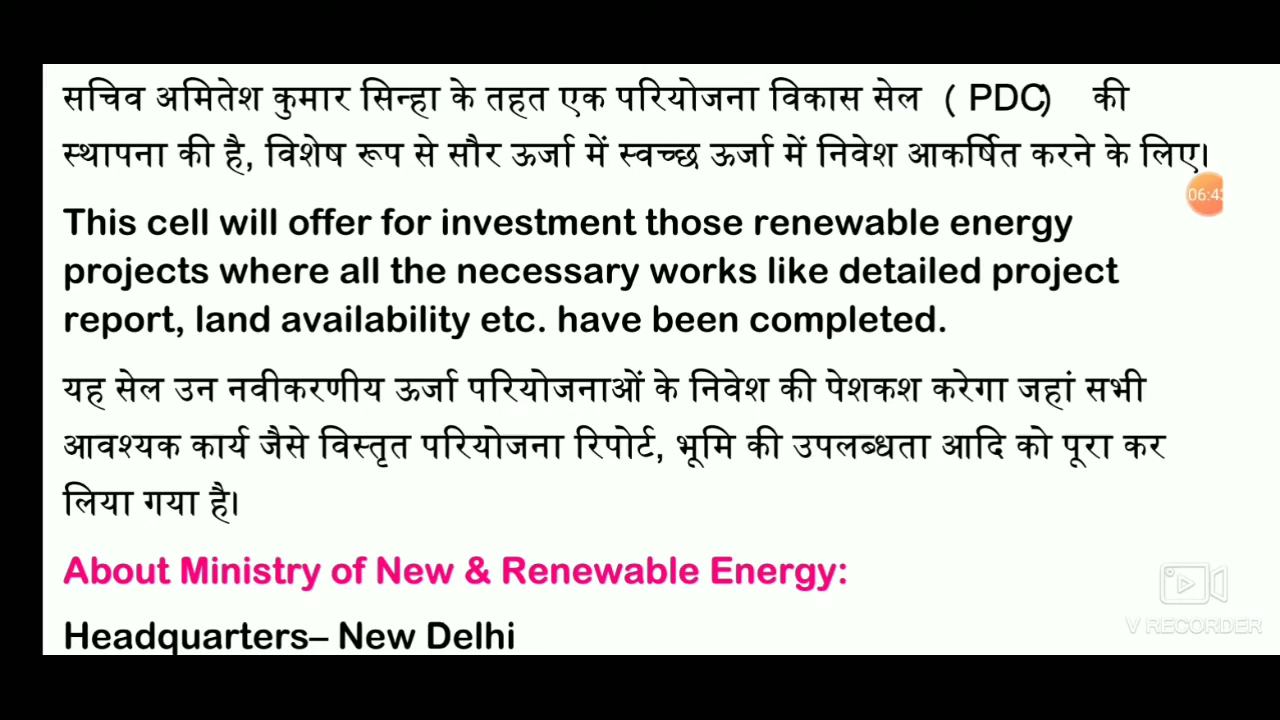 सचिव अमितेश कुमार सिन्हा के तहत एक परियोजना विकास सेल ( PDC) की
स्थापना की है, विशेष रूप से सौर ऊर्जा में स्वच्छ ऊर्जा में निवेश आकर्षित करने के लिए।
06:43
This cell will offer for investment those renewable energy
projects where all the necessary works like detailed project
report, land availability etc. have been completed.
यह सेल उन नवीकरणीय ऊर्जा परियोजनाओं के निवेश की पेशकश करेगा जहां सभी
आवश्यक कार्य जैसे विस्तृत परियोजना रिपोर्ट, भूमि की उपलब्धता आदि को पूरा कर
लिया गया है।
About Ministry of New & Renewable Energy:
Headquarters– New Delhi
V RECORDER